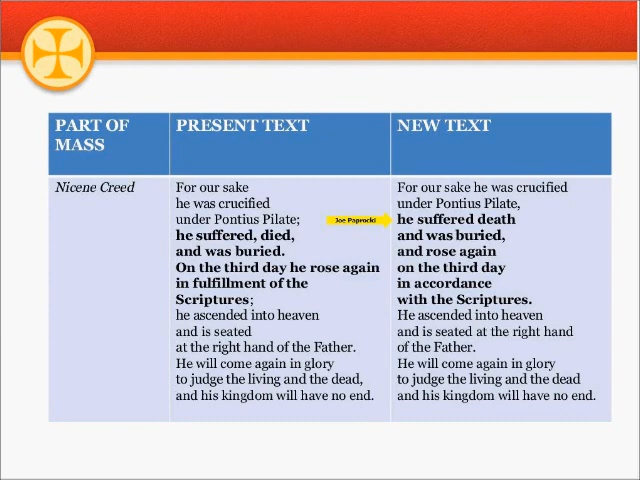 PART OF
MASS
PRESENT TEXT
NEW TEXT
Nicene Creed
For our sake
he was crucified
under Pontius Pilate;
he suffered, died,
and was buried.
On the third day he rose again
in fulfillment of the
Scriptures;
he ascended into heaven
and is seated
at the right hand of the Father.
He will come again in glory
to judge the living and the dead,
and his kingdom will have no end.
Joe Paprocki
For our sake he was crucified
under Pontius Pilate,
he suffered death
and was buried,
and rose again
on the third day
in accordance
with the Scriptures.
He ascended into heaven
and is seated at the right hand
of the Father.
He will come again in glory
to judge the living and the dead
and his kingdom will have no end.